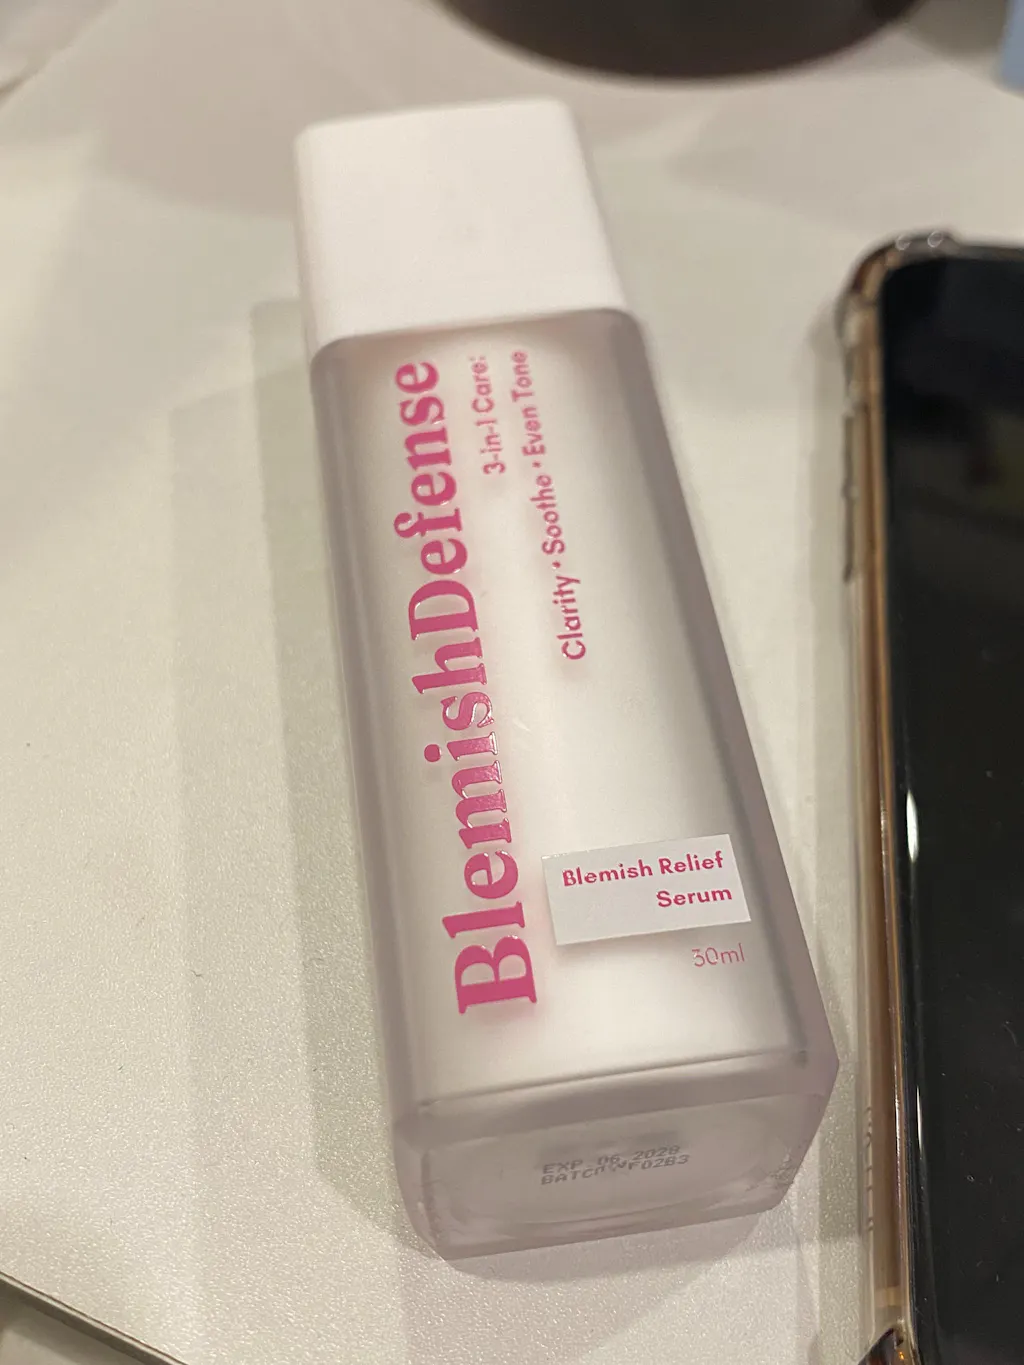 BlemishDefense
3-in-1 Care:
Clarity • Soothe • Even Tone
Blemish Relief
Serum
30ml
EXP 06 2028